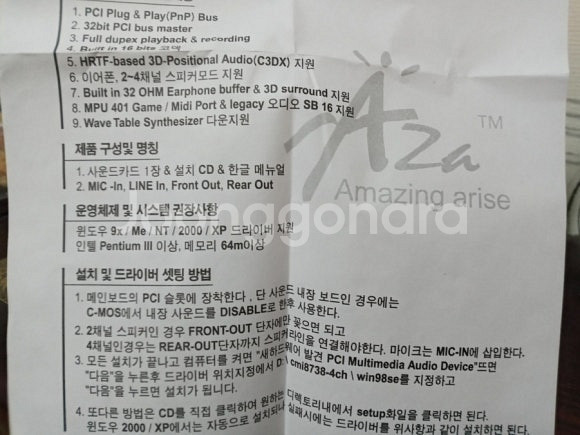 1. PCI Plug & Play(PnP) Bus
2. 32bit PCI bus master
3. Full dupex playback & recording
4. Built in 16 bits 코덱
5. HRTF-based 3D-Positional Audio(C3DX) 지원
6. 이어폰, 2~4채널 스피커모드 지원
7. Built in 32 OHM Earphone buffer & 3D surround 지원
8. MPU 401 Game / Midi Port & legacy 오디오 SB 16 지원
9. Wave Table Synthesizer 다운지원
Aza TM
Amazing arise
제품 구성및 명칭
1. 사운드카드 1장 & 설치 CD & 한글 메뉴얼
2. MIC -In, LINE In, Front Out, Rear Out
joonggonara
운영체제 및 시스템 권장사항
윈도우 9x / Me / NT / 2000 / XP 드라이버 지원
인텔 Pentium III 이상, 메모리 64m이상
설치 및 드라이버 셋팅 방법
1. 메인보드의 PCI 슬롯에 장착한다 , 단 사운드 내장 보드인 경우에는
C-MOS에서 내장 사운드를 DISABLE로 한후 사용한다.
2. 2채널 스피커인 경우 FRONT-OUT 단자에만 꽂으면 되고
4채널인경우는 REAR-OUT단자까지 스피커라인을 연결해야한다. 마이크는 MIC-IN에 삽입한다.
3. 모든 설치가 끝나고 컴퓨터를 켜면 "새하드웨어 발견 PCI Multimedia Audio Device"뜨면
"다음"을 누른후 드라이버 위치지정에서 D:\ cmi8738-4ch \ win98se를 지정하고
"다음"을 누르면 설치가 됩니다.
4. 또다른 방법은 CD를 직접 클릭하여 원하는 디렉토리내에서 setup화일을 클릭하면 된다.
윈도우 2000 / XP에서는 자동으로 설치되나 실패시에는 드라이버를 위사항과 같이 설치하면 된다.